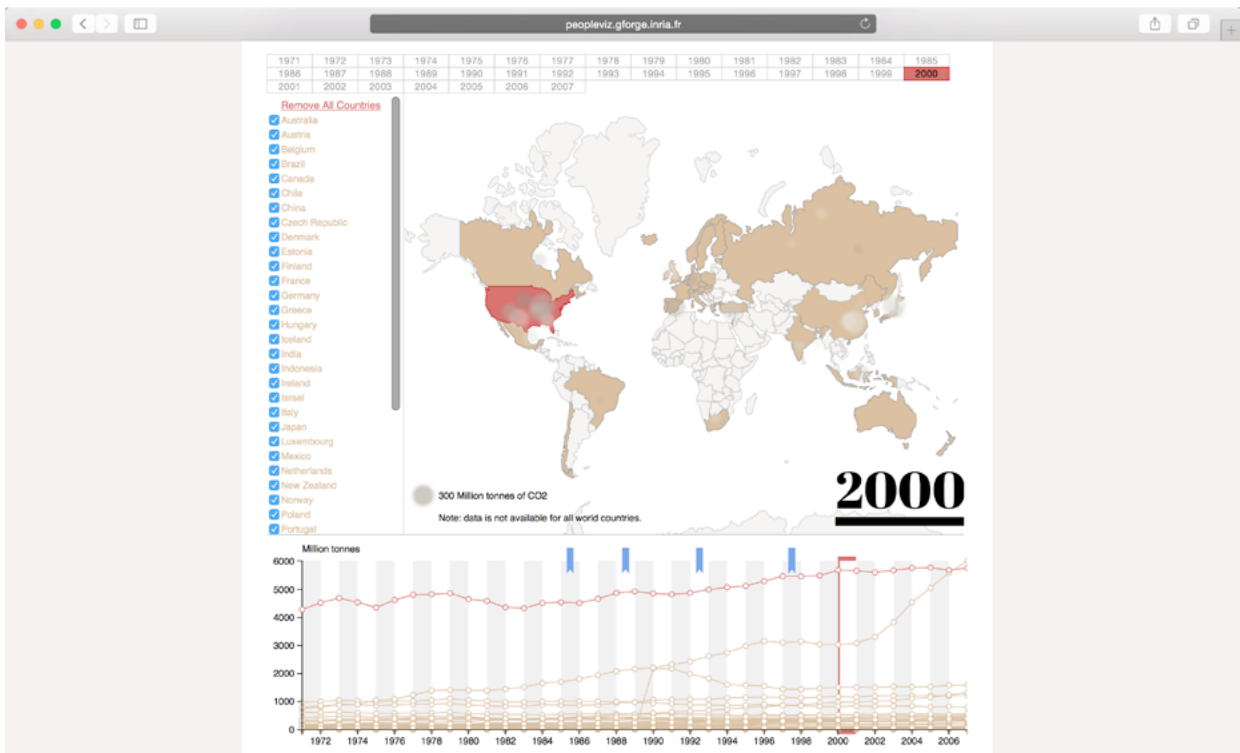 peopleviz.gforge.inria.fr
1971 1972 1973 1974 1975 1976 1977 1978 1979 1980 1981 1982 1983 1984 1985
1986 1987 1988 1989 1990 1991 1992 1993 1994 1995 1996 1997 1998 1999 2000
2001 2002 2003 2004 2005 2006 2007
Remove All Countries
Australia
Austria
Belgium
Brazil
Canada
Chile
China
Czech Republic
Denmark
Estonia
Finland
France
Germany
Greece
Hungary
Iceland
India
Indonesia
Ireland
Israel
Italy
Japan
Luxembourg
Mexico
Netherlands
New Zealand
Norway
Poland
Portugal
2000
300 Million tonnes of CO2
Note: data is not available for all world countries.
Million tonnes
6000
5000
4000
3000
2000
1000
0
1972 1974 1976 1978 1980 1982 1984 1986 1988 1990 1992 1994 1996 1998 2000 2002 2004 2006